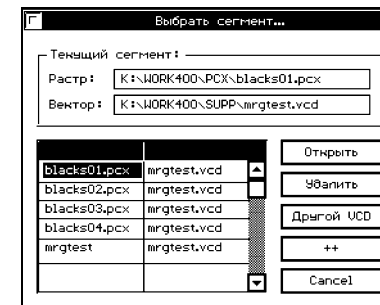 Выбрать сегмент...
Текущий сегмент:
Растр: K:\WORK400\PCX\blacks01.pcx
Вектор: K:\WORK400\SUPP\mrgtest.vcd
Открыть
blacks01.pcx mrgtest.vcd
Удалить
blacks02.pcx mrgtest.vcd
blacks03.pcx mrgtest.vcd
Другой VCD
blacks04.pcx mrgtest.vcd
mrgtest mrgtest.vcd
++
Cancel